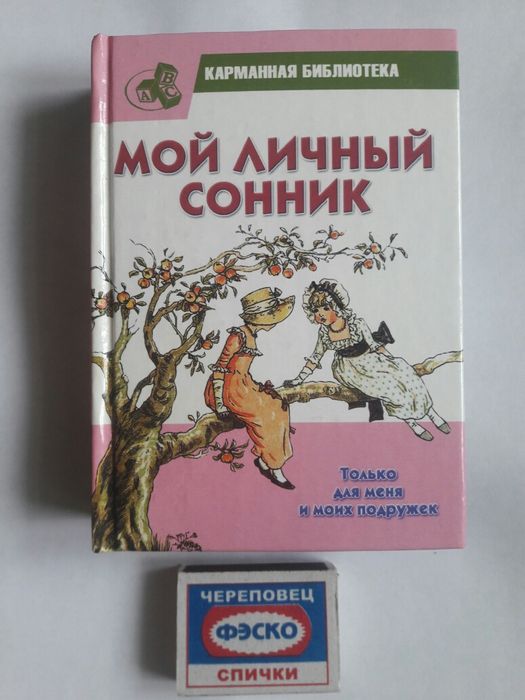 A
B
C
КАРМАННАЯ БИБЛИОТЕКА
МОЙ ЛИЧНЫЙ
СОННИК
Только
для меня
и моих подружек
ЧЕРЕПОВЕЦ
ФЭСКО
СПИЧКИ